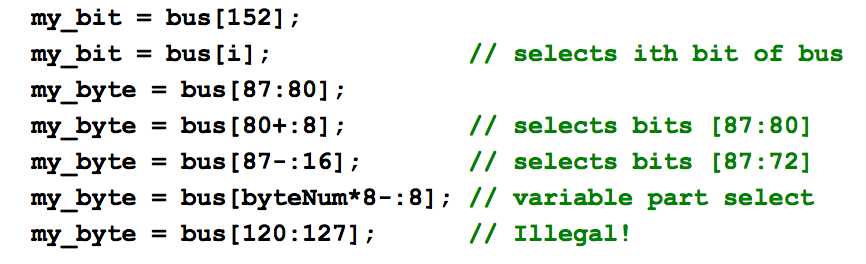 my_bit = bus[152];
my_bit = bus[i]; // selects ith bit of bus
my_byte = bus[87:80];
my_byte = bus[80+:8]; // selects bits [87:80]
my_byte = bus[87-:16]; // selects bits [87:72]
my_byte = bus[byteNum*8-:8]; // variable part select
my_byte = bus[120:127]; // Illegal!